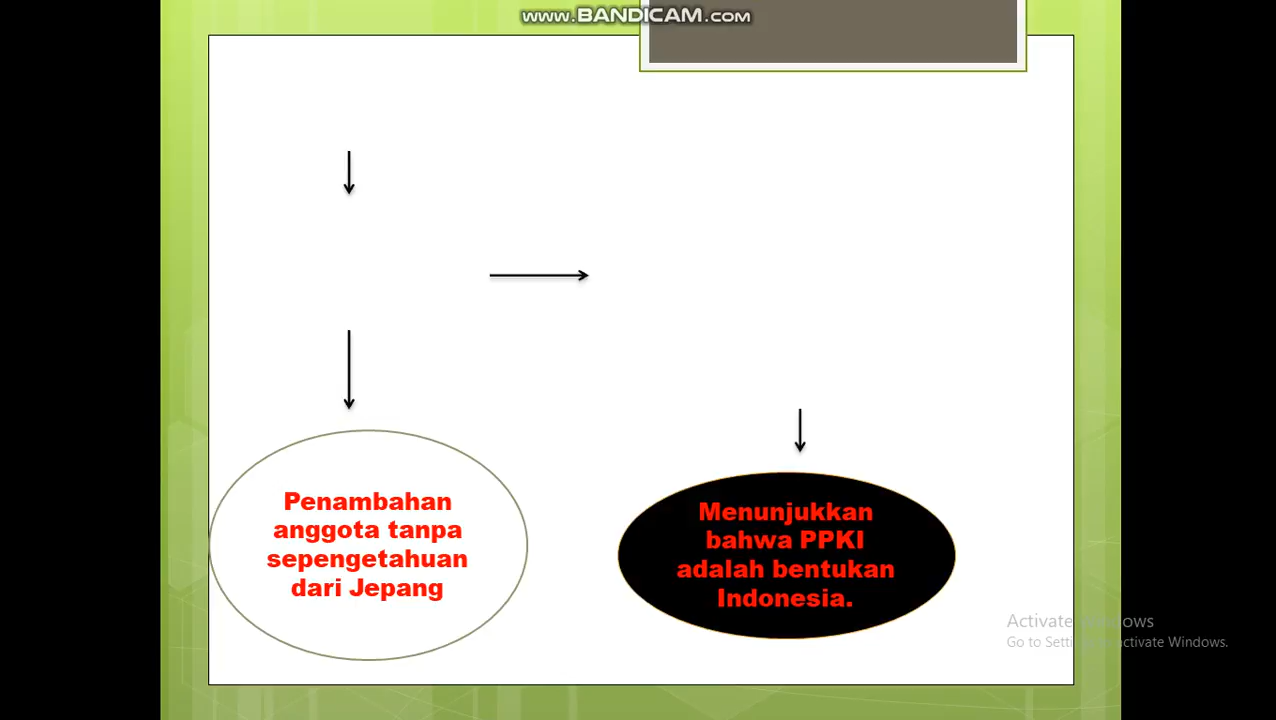 www.BANDICAM.com
Penambahan
anggota tanpa
sepengetahuan
dari Jepang
Menunjukkan
bahwa PPKI
adalah bentukan
Indonesia.
Activate Windows
Go to Settings to activate Windows.